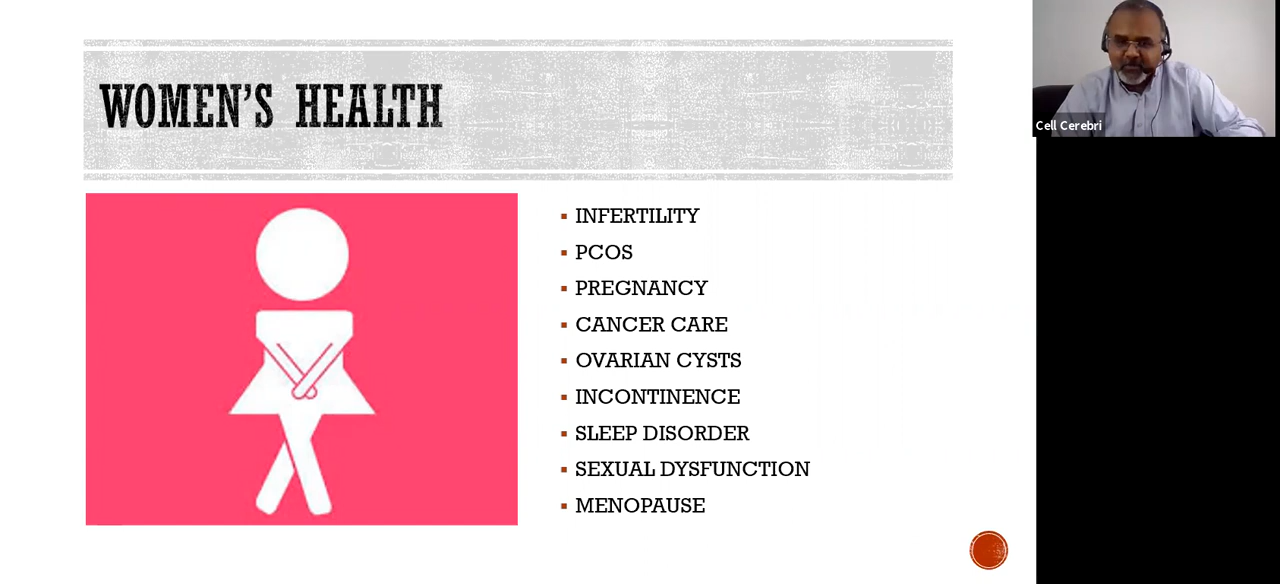 WOMEN'S HEALTH
INFERTILITY
PCOS
PREGNANCY
CANCER CARE
OVARIAN CYSTS
INCONTINENCE
SLEEP DISORDER
SEXUAL DYSFUNCTION
MENOPAUSE
Cell Cerebri